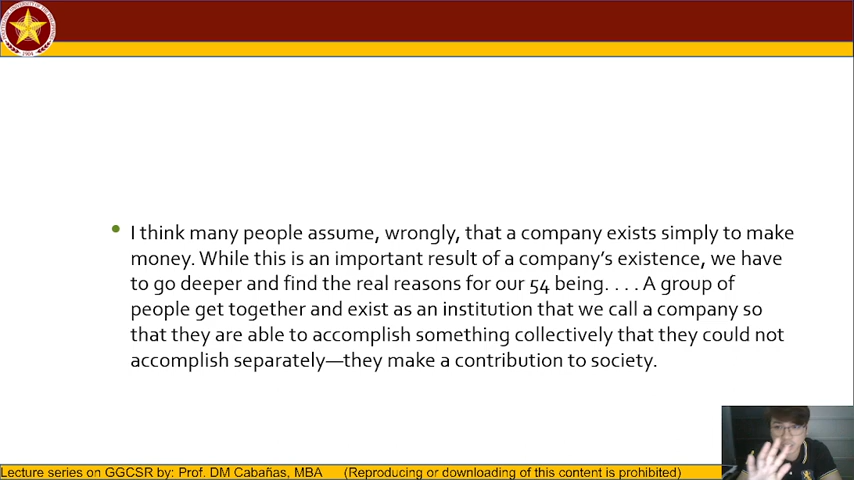 I think many people assume, wrongly, that a company exists simply to make
money. While this is an important result of a company's existence, we have
to go deeper and find the real reasons for our 54 being. . . . A group of
people get together and exist as an institution that we call a company so
that they are able to accomplish something collectively that they could not
accomplish separately—they make a contribution to society.
Lecture series on GGCSR by: Prof. DM Cabañas, MBA (Reproducing or downloading of this content is prohibited)